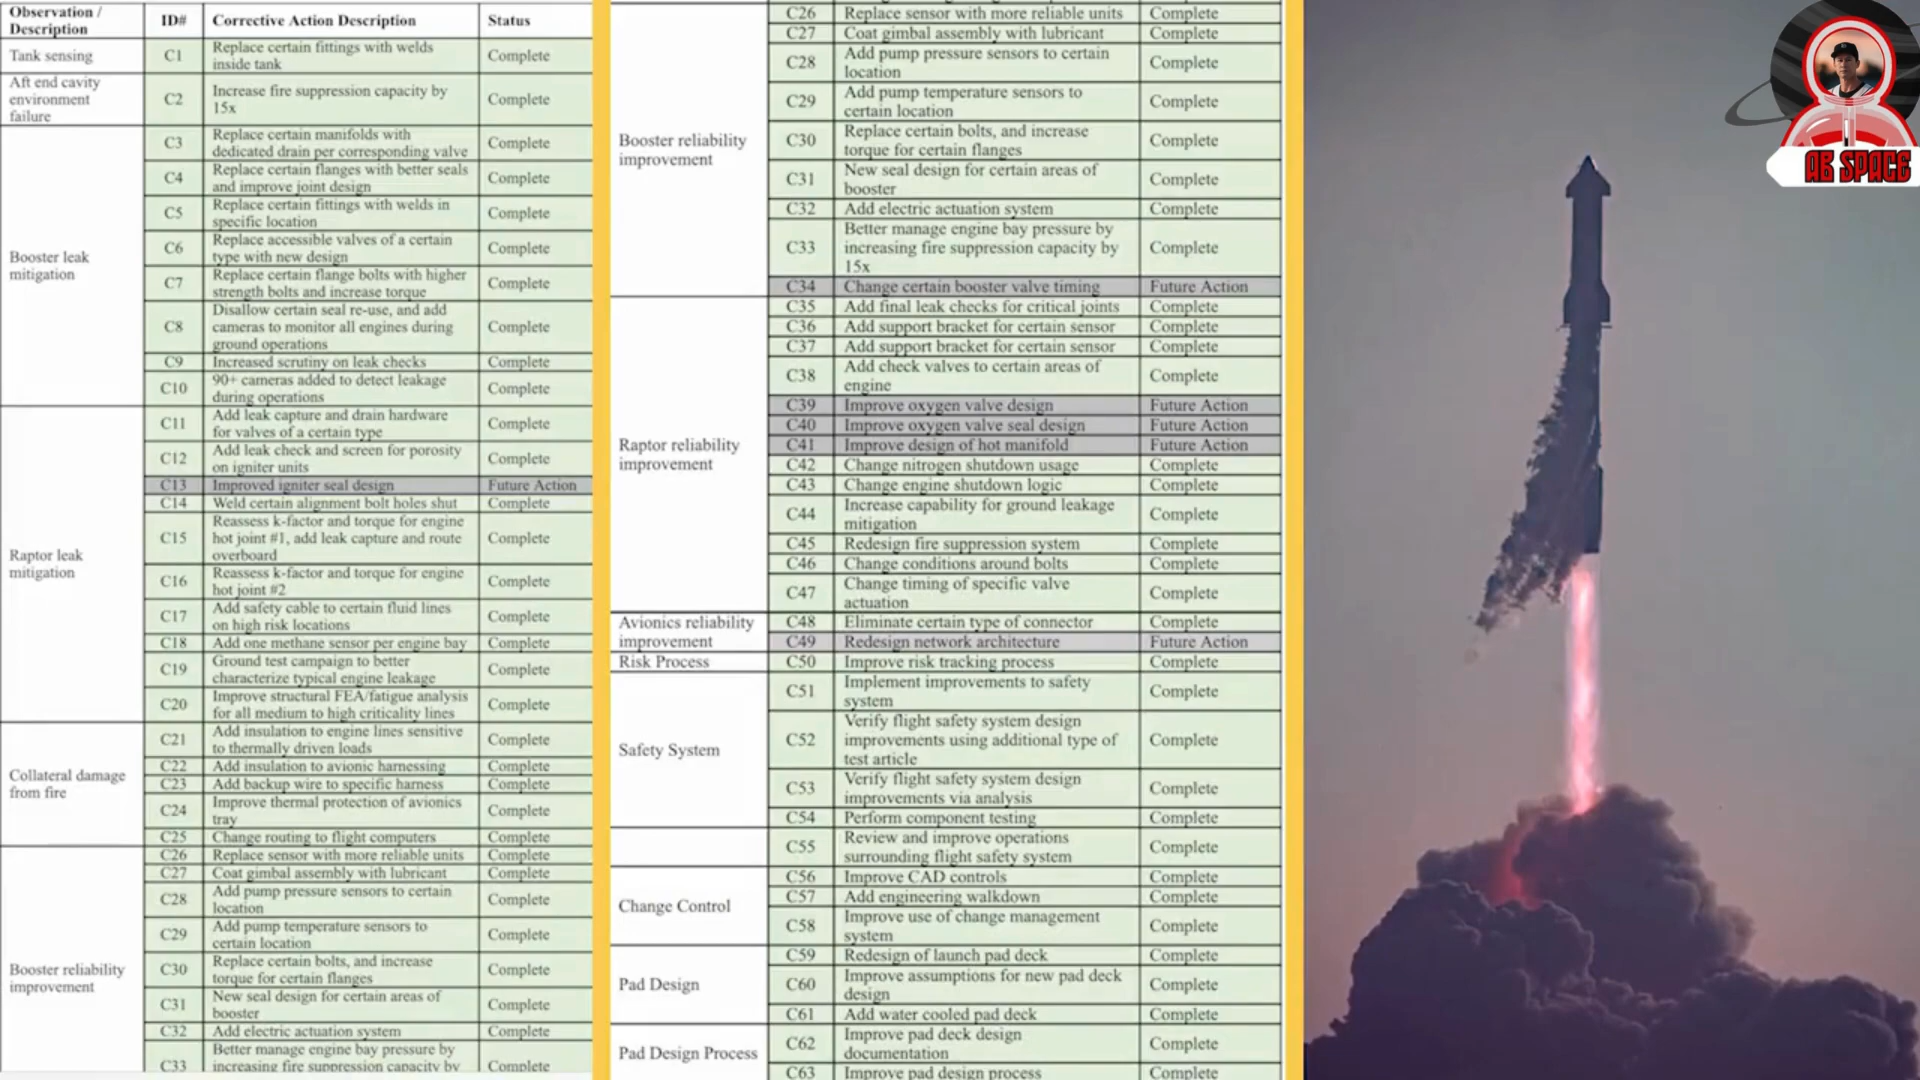 Observation / Description ID# Corrective Action Description Status
Tank sensing C1 Replace certain fittings with welds inside tank Complete
Aft end cavity environment failure C2 Increase fire suppression capacity by 15x Complete
Booster leak mitigation C3 Replace certain manifolds with dedicated drain per corresponding valve Complete
C4 Replace certain flanges with better seals and improve joint design Complete
C5 Replace certain fittings with welds in specific location Complete
C6 Replace accessible valves of a certain type with new design Complete
C7 Replace certain flange bolts with higher strength bolts and increase torque Complete
C8 Disallow certain seal re-use, and add cameras to monitor all engines during ground operations Complete
C9 Increased scrutiny on leak checks Complete
C10 90+ cameras added to detect leakage during operations Complete
Raptor leak mitigation C11 Add leak capture and drain hardware for valves of a certain type Complete
C12 Add leak check and screen for porosity on igniter units Complete
C13 Improved igniter seal design Future Action
C14 Weld certain alignment bolt holes shut Complete
C15 Reassess k-factor and torque for engine hot joint #1, add leak capture and route overboard Complete
C16 Reassess k-factor and torque for engine hot joint #2 Complete
C17 Add safety cable to certain fluid lines on high risk locations Complete
C18 Add one methane sensor per engine bay Complete
C19 Ground test campaign to better characterize typical engine leakage Complete
C20 Improve structural FEA/fatigue analysis for all medium to high criticality lines Complete
Collateral damage from fire C21 Add insulation to engine lines sensitive to thermally driven loads Complete
C22 Add insulation to avionic harnessing Complete
C23 Add backup wire to specific harness Complete
C24 Improve thermal protection of avionics tray Complete
C25 Change routing to flight computers Complete
Booster reliability improvement C26 Replace sensor with more reliable units Complete
C27 Coat gimbal assembly with lubricant Complete
C28 Add pump pressure sensors to certain location Complete
C29 Add pump temperature sensors to certain location Complete
C30 Replace certain bolts, and increase torque for certain flanges Complete
C31 New seal design for certain areas of booster Complete
C32 Add electric actuation system Complete
C33 Better manage engine bay pressure by increasing fire suppression capacity by Complete
Booster reliability improvement C26 Replace sensor with more reliable units Complete
C27 Coat gimbal assembly with lubricant Complete
C28 Add pump pressure sensors to certain location Complete
C29 Add pump temperature sensors to certain location Complete
C30 Replace certain bolts, and increase torque for certain flanges Complete
C31 New seal design for certain areas of booster Complete
C32 Add electric actuation system Complete
C33 Better manage engine bay pressure by increasing fire suppression capacity by 15x Complete
C34 Change certain booster valve timing Future Action
Raptor reliability improvement C35 Add final leak checks for critical joints Complete
C36 Add support bracket for certain sensor Complete
C37 Add support bracket for certain sensor Complete
C38 Add check valves to certain areas of engine Complete
C39 Improve oxygen valve design Future Action
C40 Improve oxygen valve seal design Future Action
C41 Improve design of hot manifold Future Action
C42 Change nitrogen shutdown usage Complete
C43 Change engine shutdown logic Complete
C44 Increase capability for ground leakage mitigation Complete
C45 Redesign fire suppression system Complete
C46 Change conditions around bolts Complete
C47 Change timing of specific valve actuation Complete
Avionics reliability improvement C48 Eliminate certain type of connector Complete
C49 Redesign network architecture Future Action
Risk Process C50 Improve risk tracking process Complete
Safety System C51 Implement improvements to safety system Complete
C52 Verify flight safety system design improvements using additional type of test article Complete
C53 Verify flight safety system design improvements via analysis Complete
C54 Perform component testing Complete
C55 Review and improve operations surrounding flight safety system Complete
Change Control C56 Improve CAD controls Complete
C57 Add engineering walkdown Complete
C58 Improve use of change management system Complete
Pad Design C59 Redesign of launch pad deck Complete
C60 Improve assumptions for new pad deck design Complete
C61 Add water cooled pad deck Complete
Pad Design Process C62 Improve pad deck design documentation Complete
C63 Improve pad design process Complete
AB SPACE